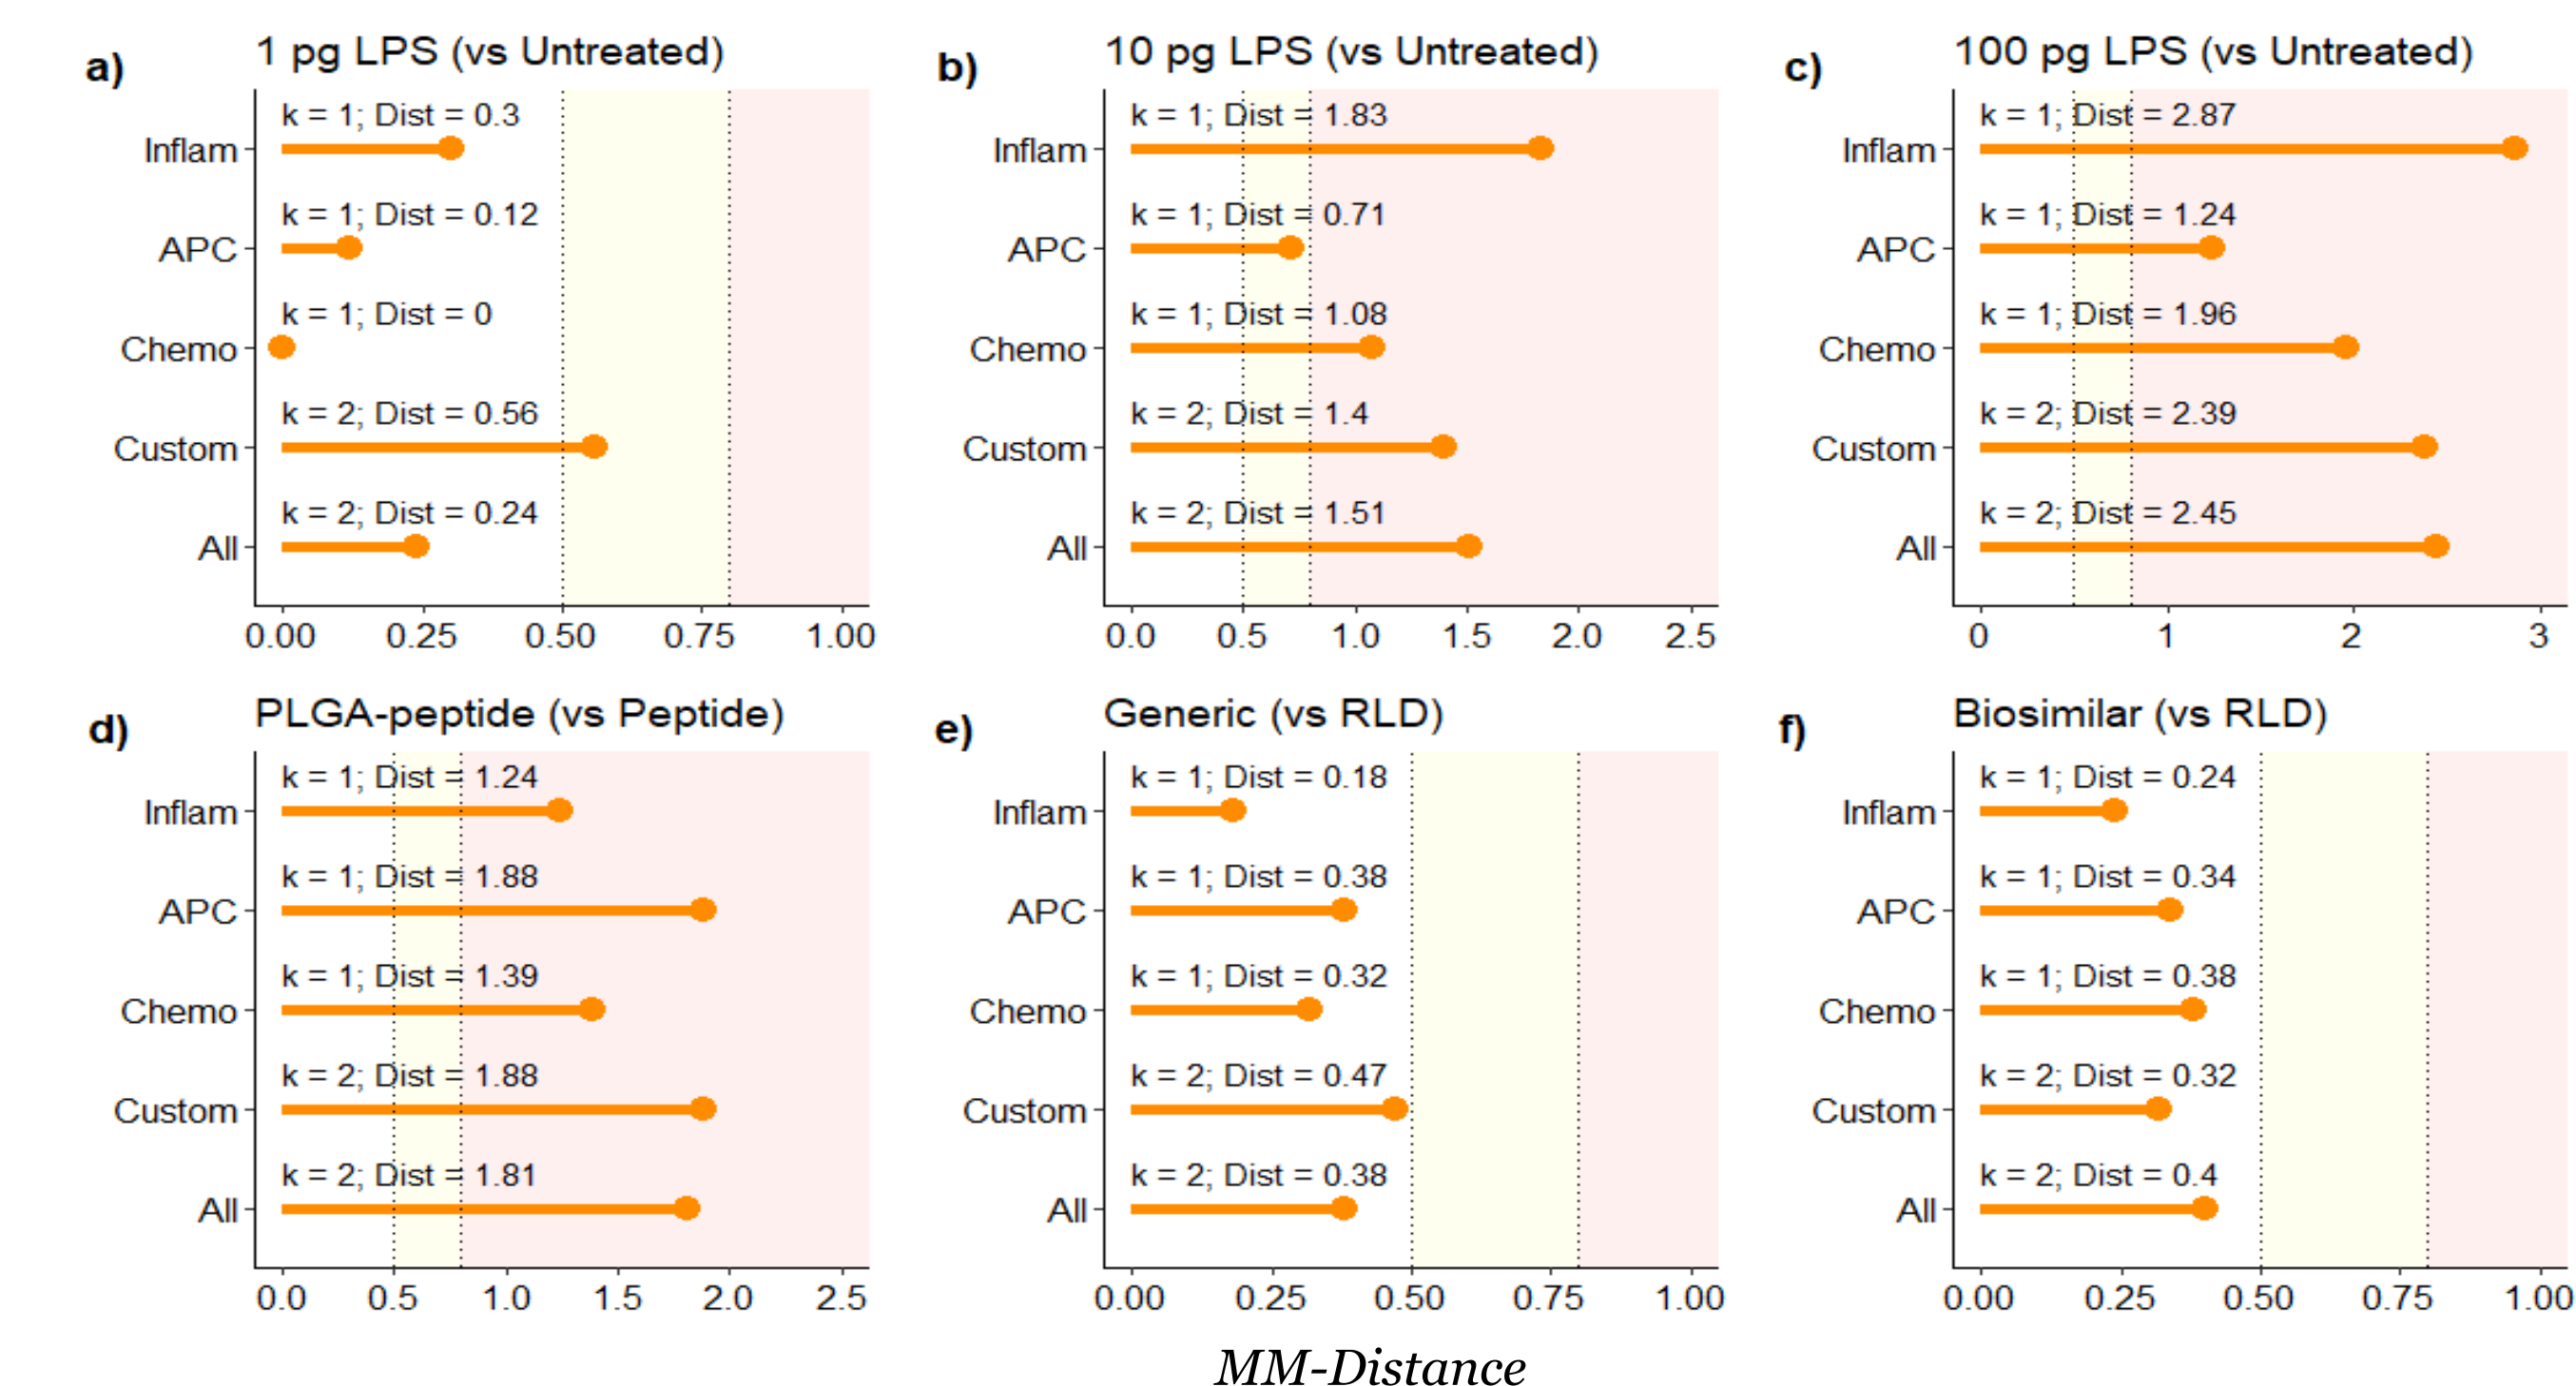 a)
1 pg LPS (vs Untreated)
k = 1; Dist = 0.3
Inflam
k = 1; Dist = 0.12
APC
k = 1; Dist = 0
Chemo
k = 2; Dist = 0.56
Custom
k = 2; Dist = 0.24
All
0.00 0.25 0.50 0.75 1.00
b)
10 pg LPS (vs Untreated)
k = 1; Dist = 1.83
Inflam
k = 1; Dist = 0.71
APC
k = 1; Dist = 1.08
Chemo
k = 2; Dist = 1.4
Custom
k = 2; Dist = 1.51
All
0.0 0.5 1.0 1.5 2.0 2.5
c)
100 pg LPS (vs Untreated)
k = 1; Dist = 2.87
Inflam
k = 1; Dist = 1.24
APC
k = 1; Dist = 1.96
Chemo
k = 2; Dist = 2.39
Custom
k = 2; Dist = 2.45
All
0 1 2 3
d)
PLGA-peptide (vs Peptide)
k = 1; Dist = 1.24
Inflam
k = 1; Dist = 1.88
APC
k = 1; Dist = 1.39
Chemo
k = 2; Dist = 1.88
Custom
k = 2; Dist = 1.81
All
0.0 0.5 1.0 1.5 2.0 2.5
e)
Generic (vs RLD)
k = 1; Dist = 0.18
Inflam
k = 1; Dist = 0.38
APC
k = 1; Dist = 0.32
Chemo
k = 2; Dist = 0.47
Custom
k = 2; Dist = 0.38
All
0.00 0.25 0.50 0.75 1.00
f)
Biosimilar (vs RLD)
k = 1; Dist = 0.24
Inflam
k = 1; Dist = 0.34
APC
k = 1; Dist = 0.38
Chemo
k = 2; Dist = 0.32
Custom
k = 2; Dist = 0.4
All
0.00 0.25 0.50 0.75 1.00
MM-Distance